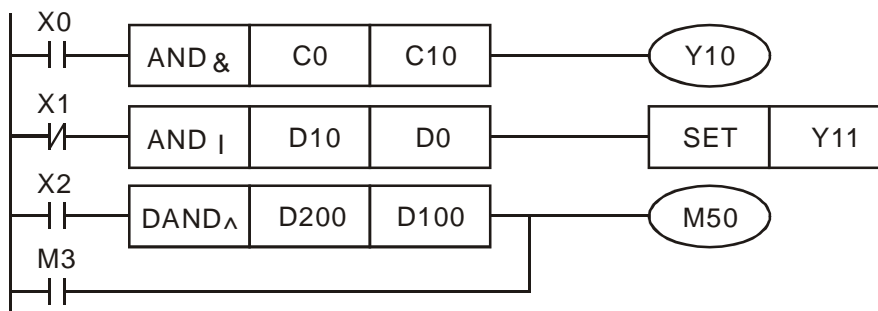 X0
AND & C0 C10 Y10
X1
AND | D10 D0 SET Y11
X2
DAND^ D200 D100 M50
M3